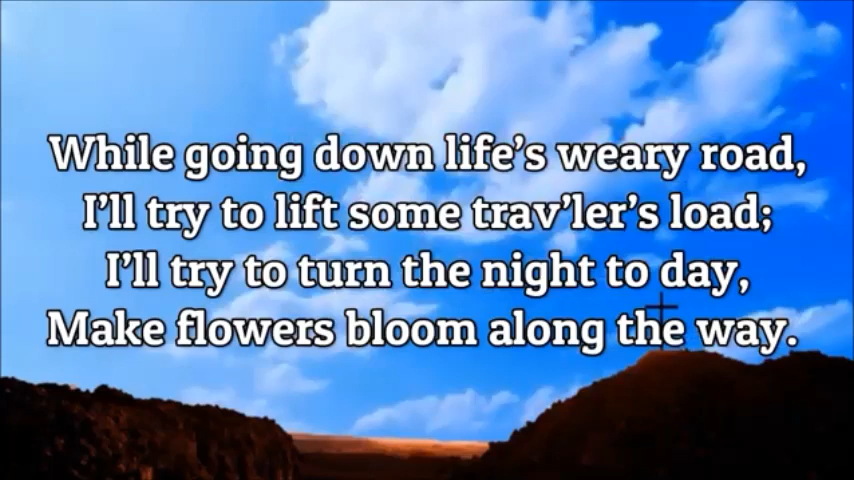 While going down life’s weary road,
I’ll try to lift some trav’ler’s load;
I’ll try to turn the night to day,
Make flowers bloom along the way.